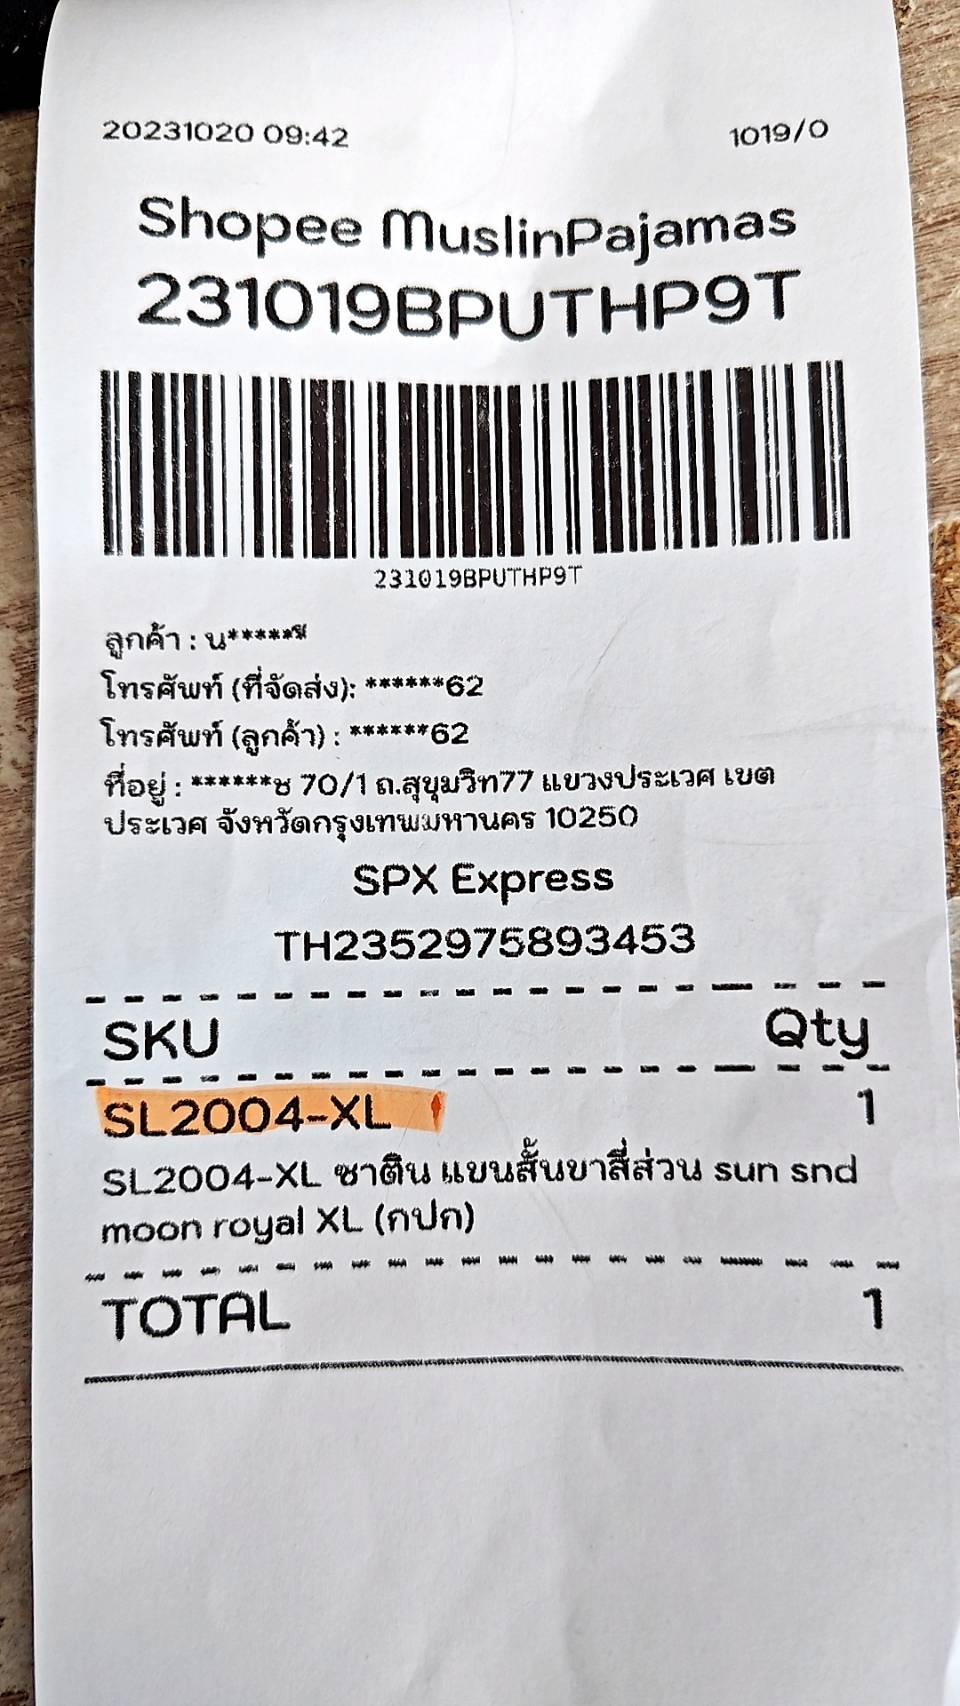 20231020 09:42 1019/0
Shopee MuslinPajamas
231019BPUTHP9T
231019BPUTHP9T
ลูกค้า : น*****์
โทรศัพท์ (ที่จัดส่ง): ******62
โทรศัพท์ (ลูกค้า) : ******62
ที่อยู่ : ******ช 70/1 ถ.สุขุมวิท77 แขวงประเวศ เขต
ประเวศ จังหวัดกรุงเทพมหานคร 10250
SPX Express
TH2352975893453
SKU Qty
SL2004-XL 1
SL2004-XL ซาติน แขนสั้นขาสี่ส่วน sun snd
moon royal XL (กปก)
TOTAL 1